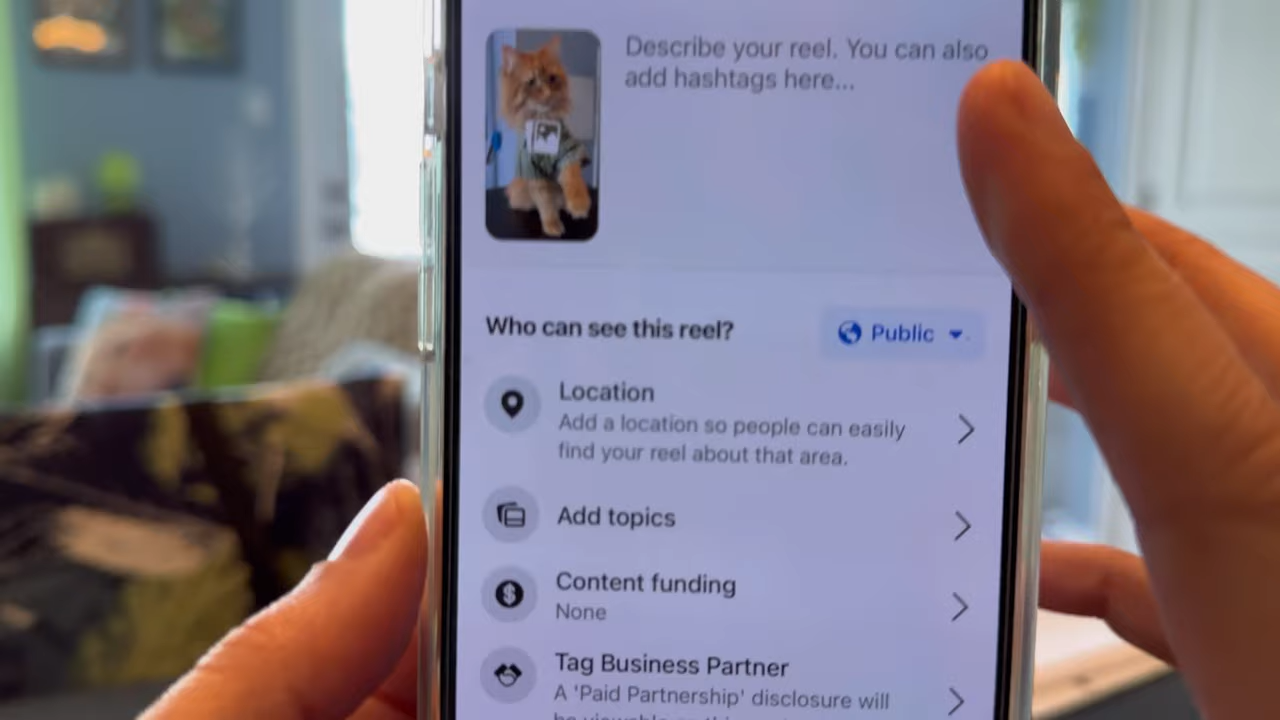 Describe your reel. You can also
add hashtags here...
Who can see this reel?
Public
Location
Add a location so people can easily
find your reel about that area.
Add topics
Content funding
None
Tag Business Partner
A 'Paid Partnership' disclosure will